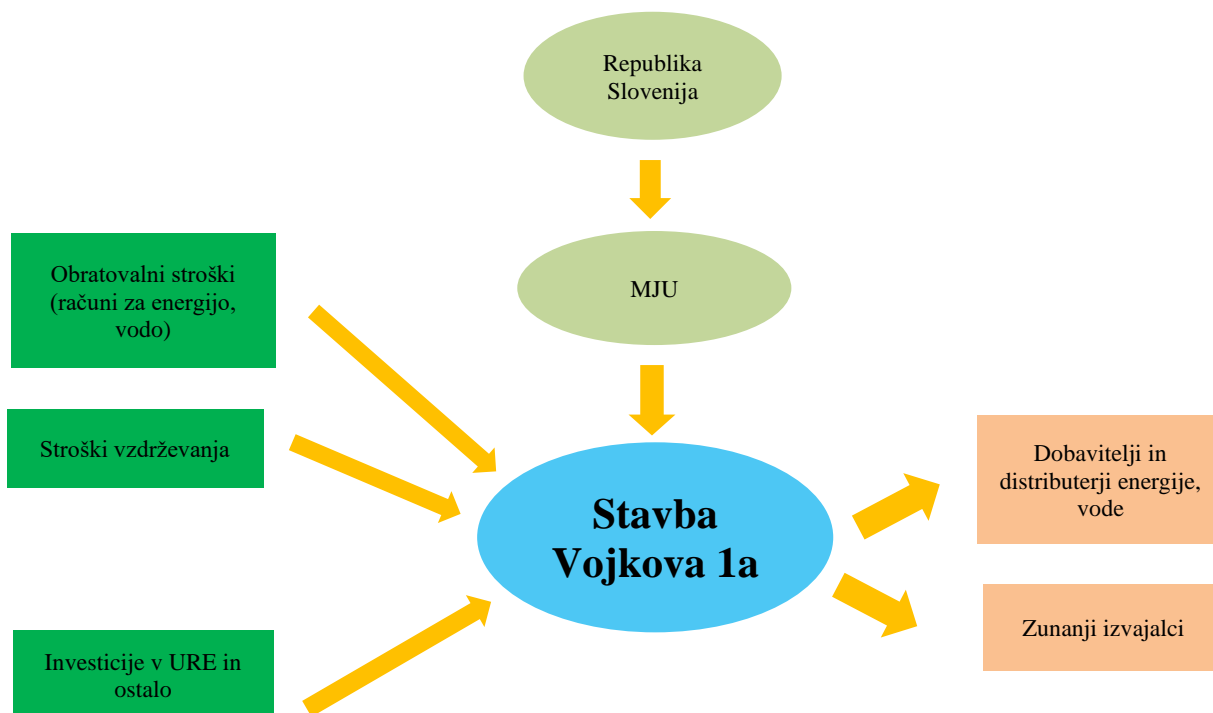 Republika
Slovenija
MJU
Obratovalni stroški
(računi za energijo,
vodo)
Stroški vzdrževanja
Investicije v URE in
ostalo
Stavba
Vojkova 1a
Dobavitelji in
distributerji energije,
vode
Zunanji izvajalci